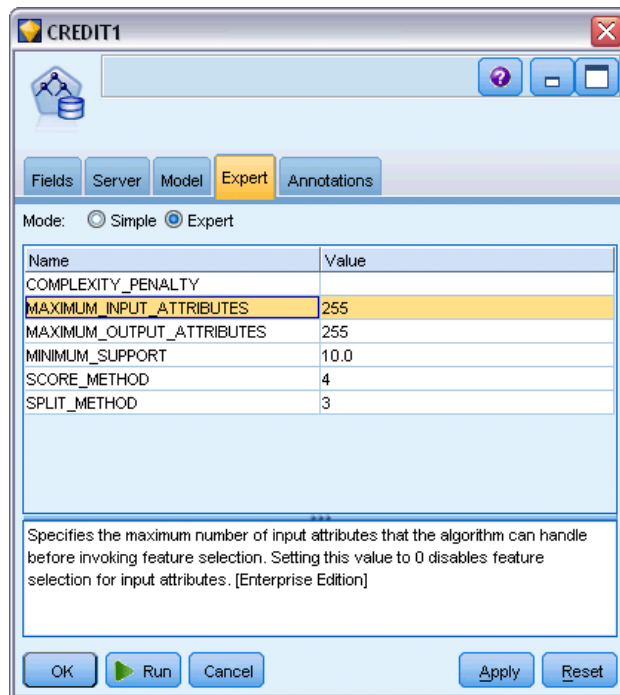 CREDIT1
Fields Server Model Expert Annotations
Mode: Simple Expert
Name Value
COMPLEXITY_PENALTY
MAXIMUM_INPUT_ATTRIBUTES 255
MAXIMUM_OUTPUT_ATTRIBUTES 255
MINIMUM_SUPPORT 10.0
SCORE_METHOD 4
SPLIT_METHOD 3
Specifies the maximum number of input attributes that the algorithm can handle
before invoking feature selection. Setting this value to 0 disables feature
selection for input attributes. [Enterprise Edition]
OK Run Cancel Apply Reset